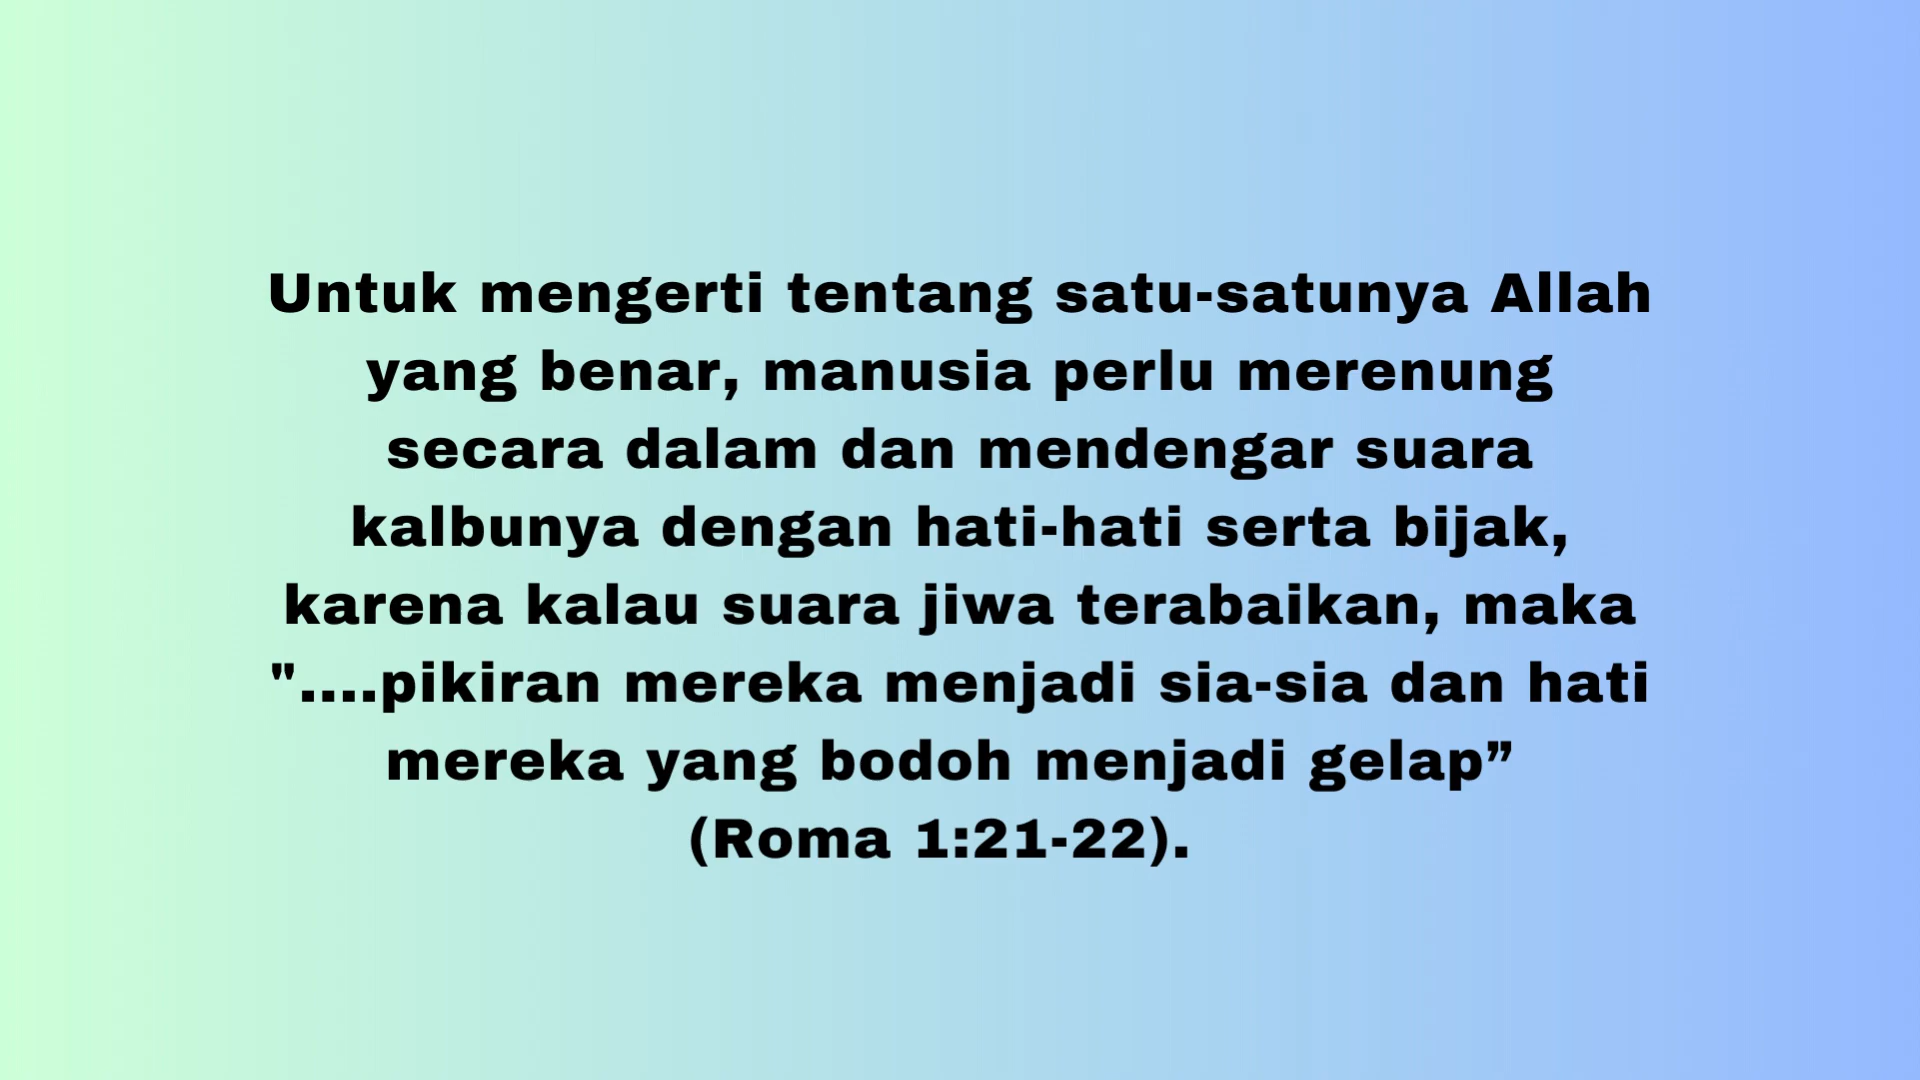 Untuk mengerti tentang satu-satunya Allah
yang benar, manusia perlu merenung
secara dalam dan mendengar suara
kalbunya dengan hati-hati serta bijak,
karena kalau suara jiwa terabaikan, maka
"....pikiran mereka menjadi sia-sia dan hati
mereka yang bodoh menjadi gelap”
(Roma 1:21-22).